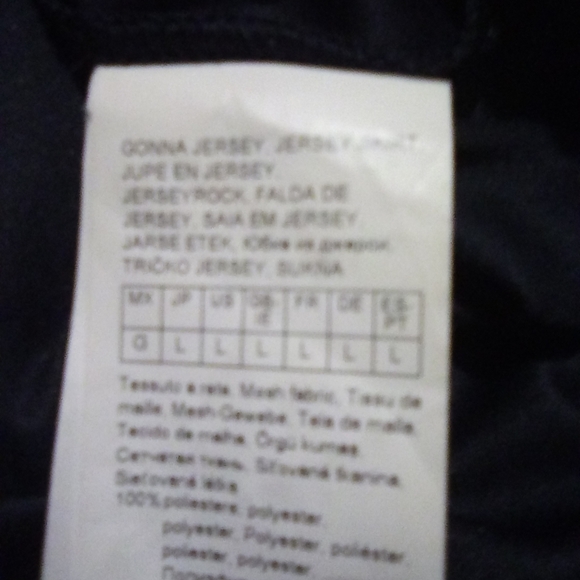 GONNA JERSEY. JERSEY SKIRT.
JUPE EN JERSEY.
JERSEYROCK. FALDA DE
JERSEY. SAIA EM JERSEY.
JARSE ETEK. Юбка из джерси.
TRIČKO JERSEY. SUKŇA
MX JP US GB-IE FR DE ES-PT
G L L L L L L
Tessuto a rete. Mesh fabric. Tissu de
maille. Mesh-Gewebe. Tela de malla.
Tecido de malha. Örgü kumaş.
Сетчатая ткань. Síťovaná tkanina.
Sieťovaná látka
100% poliestere, polyester,
polyester, Polyester, poliéster,
poliester, polyester,